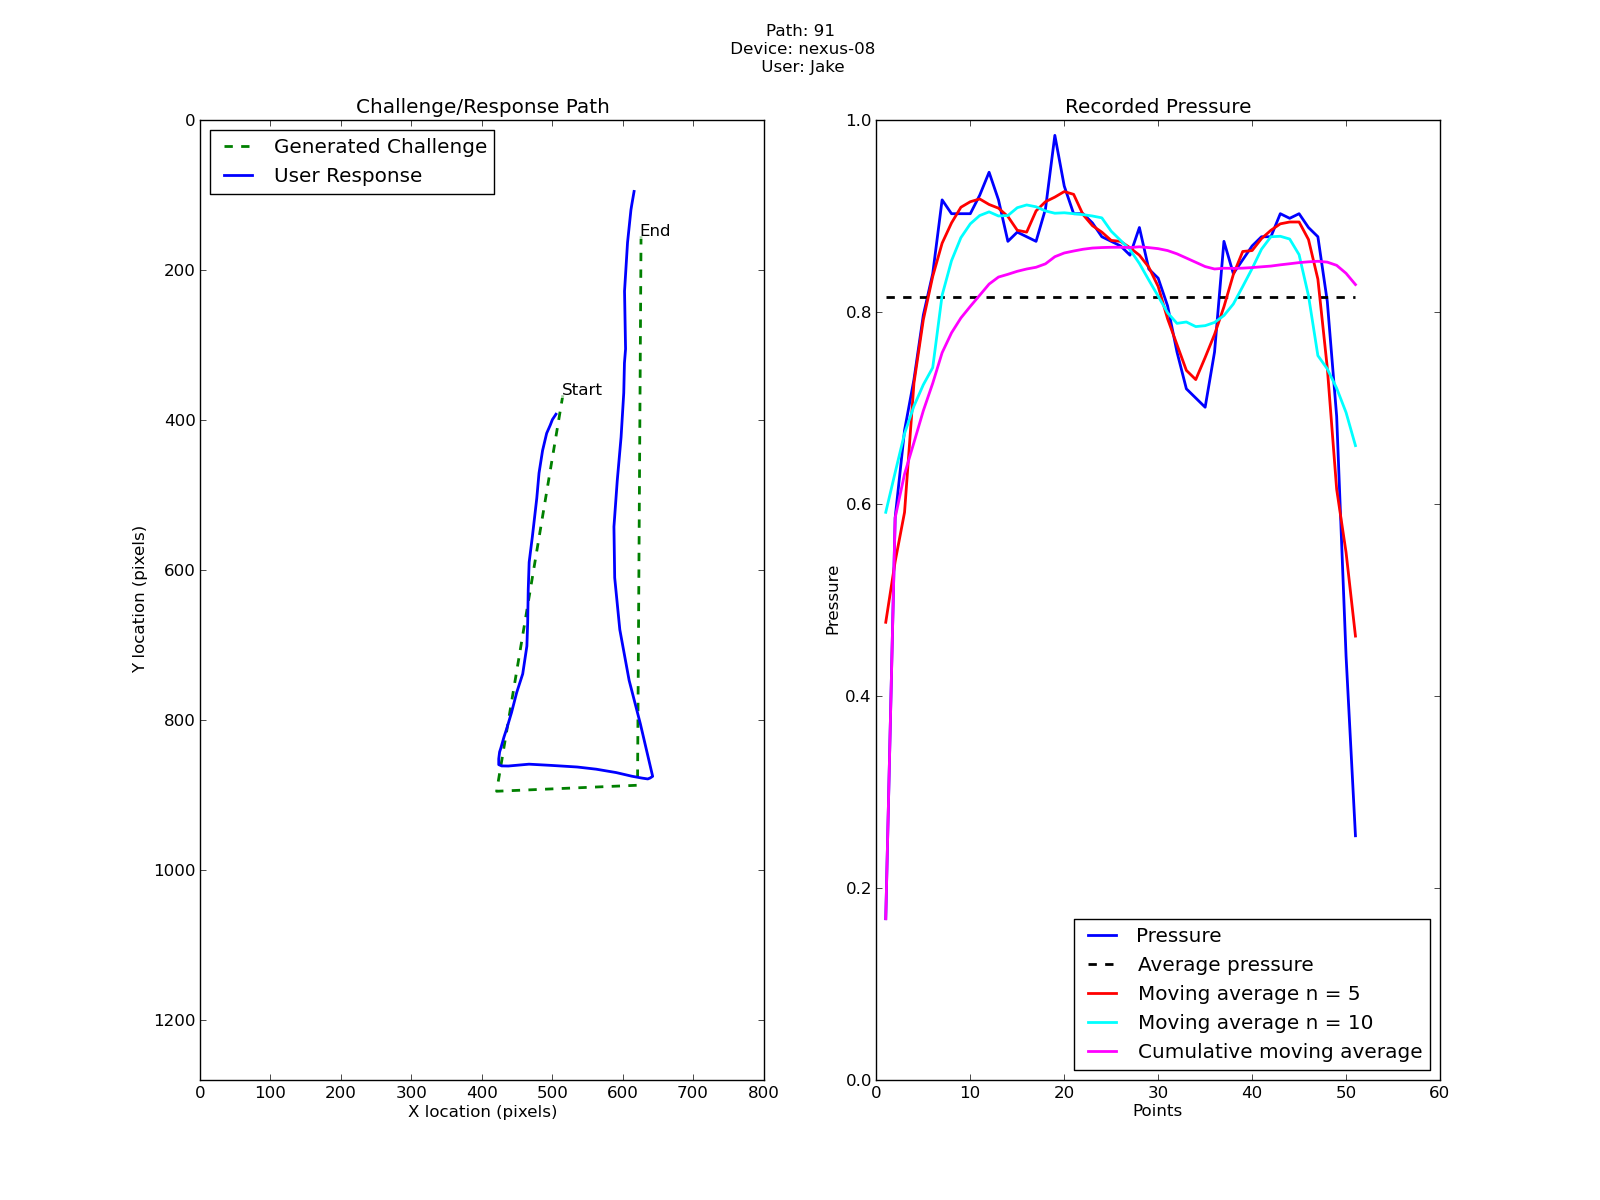 Path: 91
Device: nexus-08
User: Jake
Challenge/Response Path
Generated Challenge
User Response
End
Start
0
200
400
600
800
1000
1200
Y location (pixels)
0 100 200 300 400 500 600 700 800
X location (pixels)
Recorded Pressure
1.0
0.8
0.6
0.4
0.2
0.0
Pressure
Pressure
Average pressure
Moving average n = 5
Moving average n = 10
Cumulative moving average
0 10 20 30 40 50 60
Points